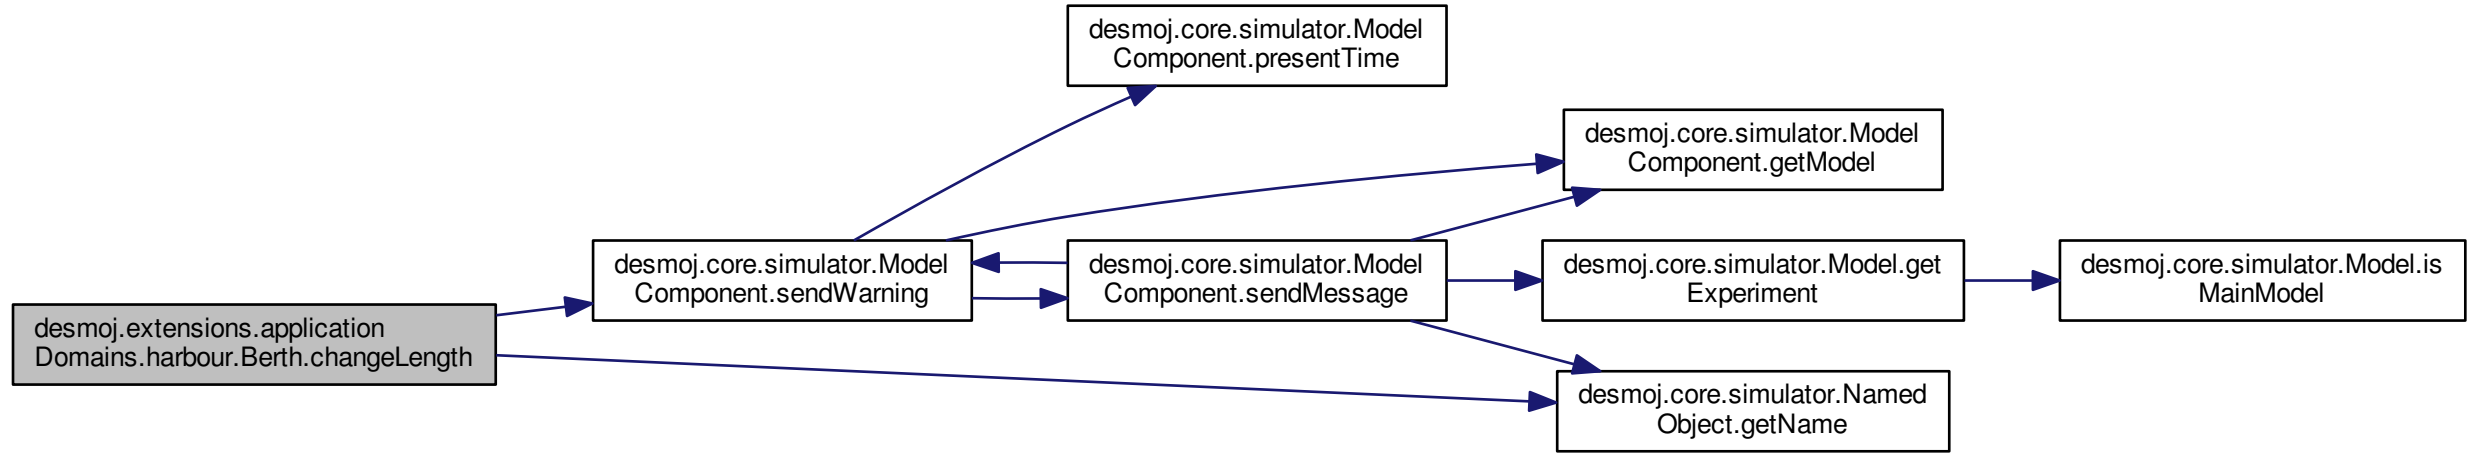 desmoj.core.simulator.Model
Component.presentTime
desmoj.core.simulator.Model
Component.getModel
desmoj.core.simulator.Model
Component.sendWarning
desmoj.core.simulator.Model
Component.sendMessage
desmoj.core.simulator.Model.get
Experiment
desmoj.core.simulator.Model.is
MainModel
desmoj.extensions.application
Domains.harbour.Berth.changeLength
desmoj.core.simulator.Named
Object.getName